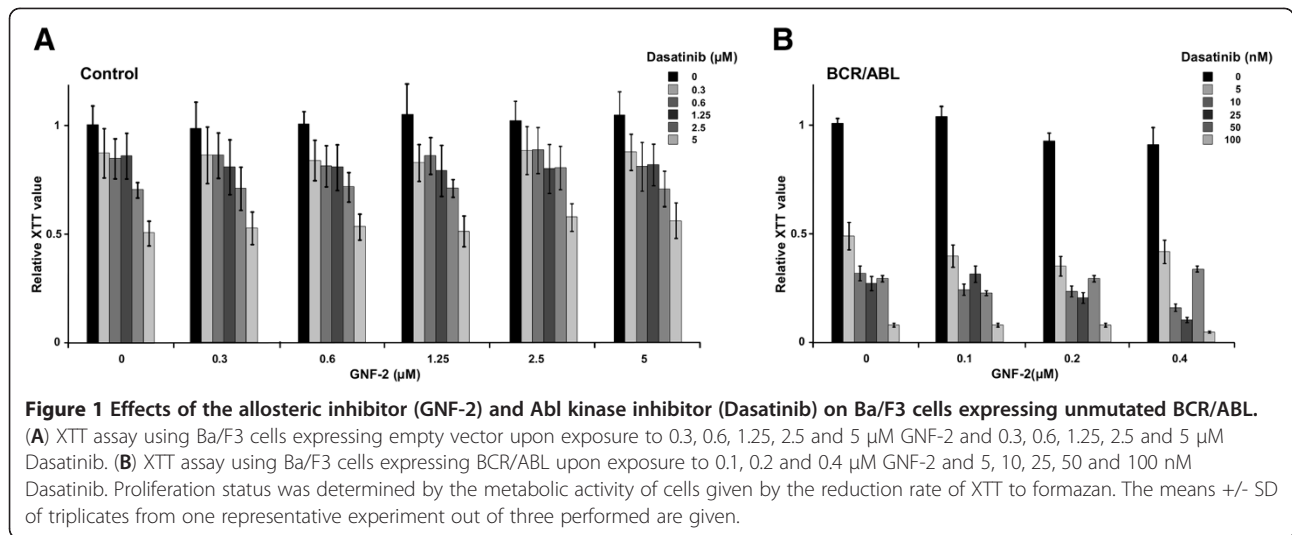 A
Control
Dasatinib (µM)
0
0.3
0.6
1.25
2.5
5
Relative XTT value
1
0.5
0
0 0.3 0.6 1.25 2.5 5
GNF-2 (µM)
B
BCR/ABL
Dasatinib (nM)
0
5
10
25
50
100
Relative XTT value
1
0.5
0
0 0.1 0.2 0.4
GNF-2(µM)
Figure 1 Effects of the allosteric inhibitor (GNF-2) and Abl kinase inhibitor (Dasatinib) on Ba/F3 cells expressing unmutated BCR/ABL.
(A) XTT assay using Ba/F3 cells expressing empty vector upon exposure to 0.3, 0.6, 1.25, 2.5 and 5 µM GNF-2 and 0.3, 0.6, 1.25, 2.5 and 5 µM
Dasatinib. (B) XTT assay using Ba/F3 cells expressing BCR/ABL upon exposure to 0.1, 0.2 and 0.4 µM GNF-2 and 5, 10, 25, 50 and 100 nM
Dasatinib. Proliferation status was determined by the metabolic activity of cells given by the reduction rate of XTT to formazan. The means +/- SD
of triplicates from one representative experiment out of three performed are given.